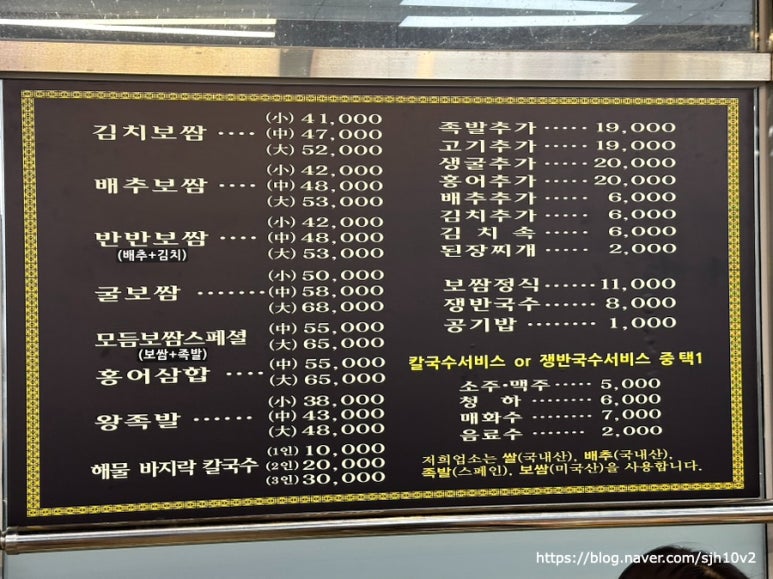 김치보쌈 ···· (小) 41,000
(中) 47,000
(大) 52,000
배추보쌈 ···· (小) 42,000
(中) 48,000
(大) 53,000
반반보쌈 ···· (小) 42,000
(배추+김치) (中) 48,000
(大) 53,000
굴보쌈 ······· (小) 50,000
(中) 58,000
(大) 68,000
모듬보쌈스페셜 (中) 55,000
(보쌈+족발) (大) 65,000
홍어삼합 ···· (中) 55,000
(大) 65,000
왕족발 ······ (小) 38,000
(中) 43,000
(大) 48,000
해물 바지락 칼국수 (1인) 10,000
(2인) 20,000
(3인) 30,000
족발추가 ····· 19,000
고기추가 ····· 19,000
생굴추가 ····· 20,000
홍어추가 ····· 20,000
배추추가 ····· 6,000
김치추가 ····· 6,000
김 치 속 ····· 6,000
된장찌개 ····· 2,000
보쌈정식 ······ 11,000
쟁반국수 ······ 8,000
공기밥 ········ 1,000
칼국수서비스 or 쟁반국수서비스 중 택1
소주·맥주 ····· 5,000
청 하 ········ 6,000
매화수 ······· 7,000
음료수 ······· 2,000
저희업소는 쌀(국내산), 배추(국내산),
족발(스페인), 보쌈(미국산)을 사용합니다.
https://blog.naver.com/sjh10v2